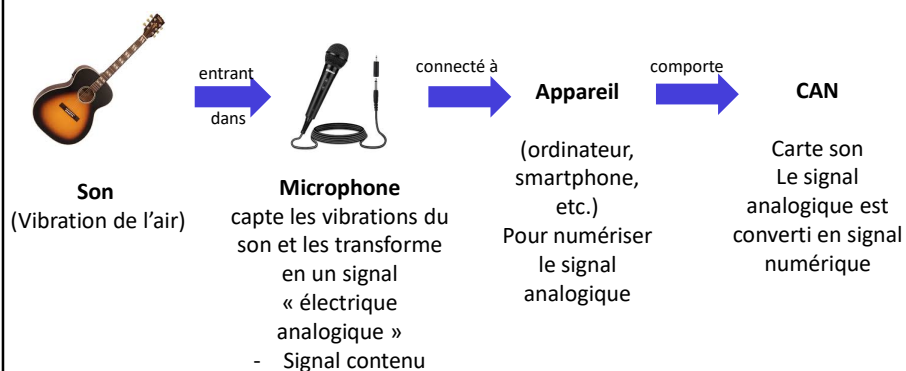 Son
(Vibration de l’air)
entrant
dans
Microphone
capte les vibrations du
son et les transforme
en un signal
« électrique
analogique »
- Signal contenu
connecté à
Appareil
(ordinateur,
smartphone,
etc.)
Pour numériser
le signal
analogique
comporte
CAN
Carte son
Le signal
analogique est
converti en signal
numérique